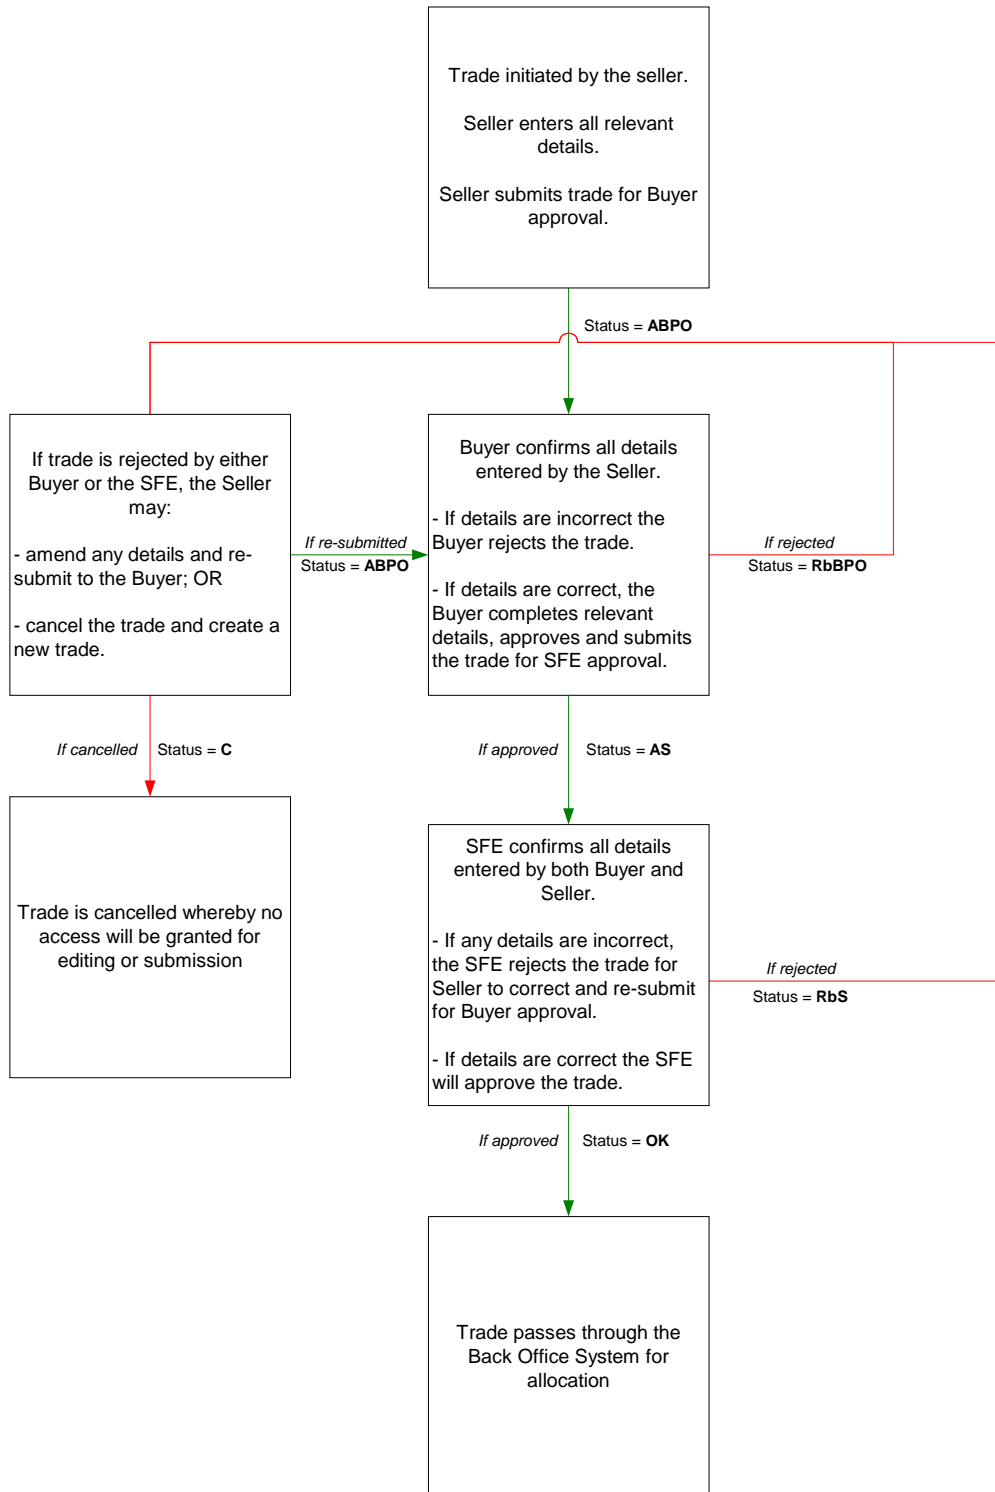 Trade initiated by the seller.
Seller enters all relevant
details.
Seller submits trade for Buyer
approval.
Status = ABPO
If trade is rejected by either
Buyer or the SFE, the Seller
may:
- amend any details and re-
submit to the Buyer; OR
- cancel the trade and create a
new trade.
If re-submitted
Status = ABPO
Buyer confirms all details
entered by the Seller.
- If details are incorrect the
Buyer rejects the trade.
- If details are correct, the
Buyer completes relevant
details, approves and submits
the trade for SFE approval.
If rejected
Status = RbBPO
If cancelled
Status = C
If approved
Status = AS
Trade is cancelled whereby no
access will be granted for
editing or submission
SFE confirms all details
entered by both Buyer and
Seller.
- If any details are incorrect,
the SFE rejects the trade for
Seller to correct and re-submit
for Buyer approval.
- If details are correct the SFE
will approve the trade.
If rejected
Status = RbS
If approved
Status = OK
Trade passes through the
Back Office System for
allocation